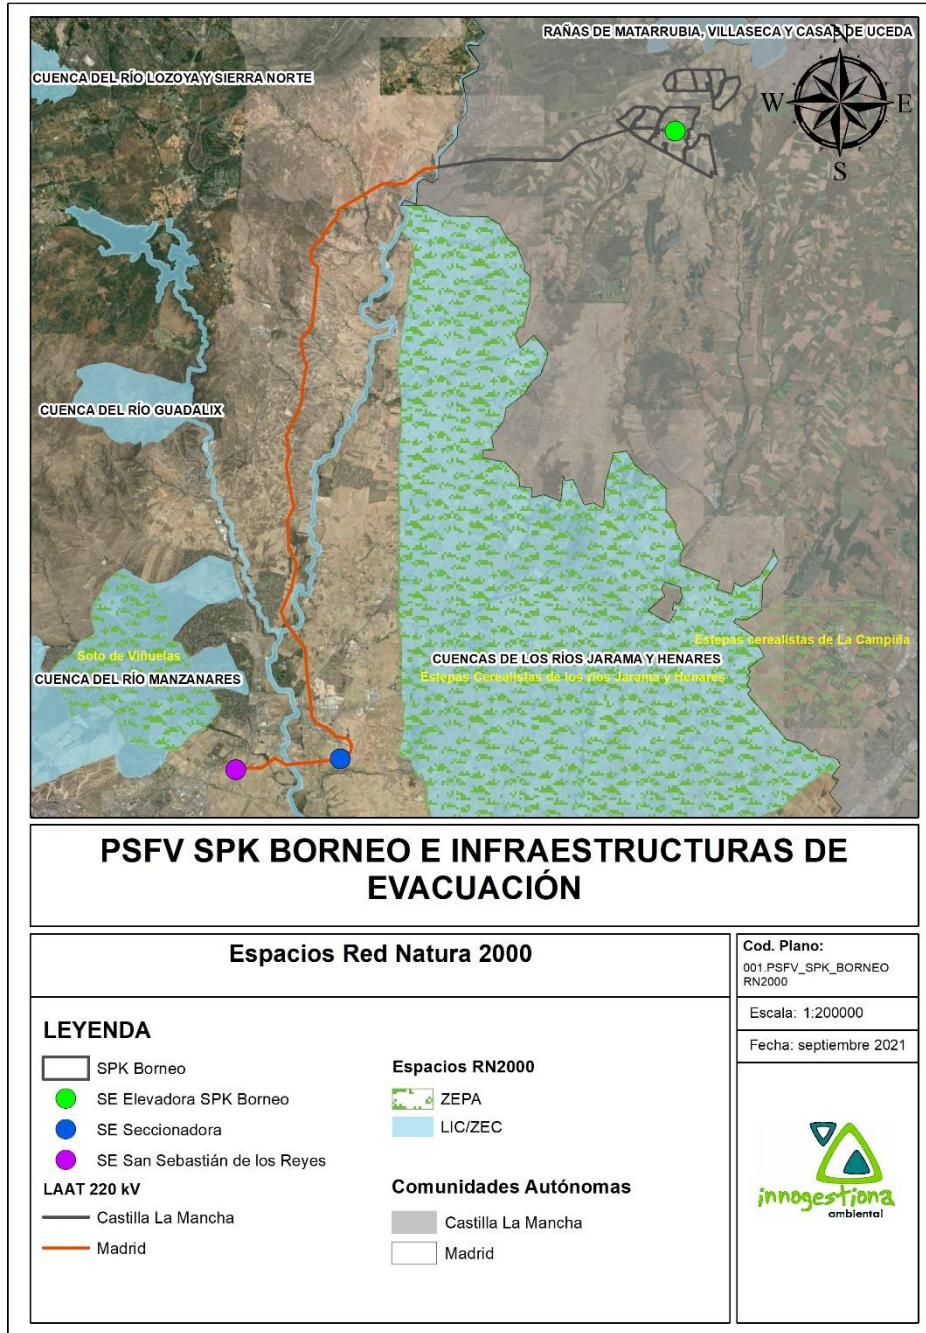 RAÑAS DE MATARRUBIA, VILLASECA Y CASAS DE UCEDA
CUENCA DEL RÍO LOZOYA Y SIERRA NORTE
N
W
E
S
CUENCA DEL RÍO GUADALIX
Estepas cerealistas de La Campiña
Soto de Viñuelas
CUENCAS DE LOS RÍOS JARAMA Y HENARES
CUENCA DEL RÍO MANZANARES
Estepas Cerealistas de los ríos Jarama y Henares
PSFV SPK BORNEO E INFRAESTRUCTURAS DE
EVACUACIÓN
Espacios Red Natura 2000
Cod. Plano:
001.PSFV_SPK_BORNEO
RN2000
Escala: 1:200000
Fecha: septiembre 2021
LEYENDA
SPK Borneo
SE Elevadora SPK Borneo
SE Seccionadora
SE San Sebastián de los Reyes
LAAT 220 kV
Castilla La Mancha
Madrid
Espacios RN2000
ZEPA
LIC/ZEC
Comunidades Autónomas
Castilla La Mancha
Madrid
innogestiona
ambiental